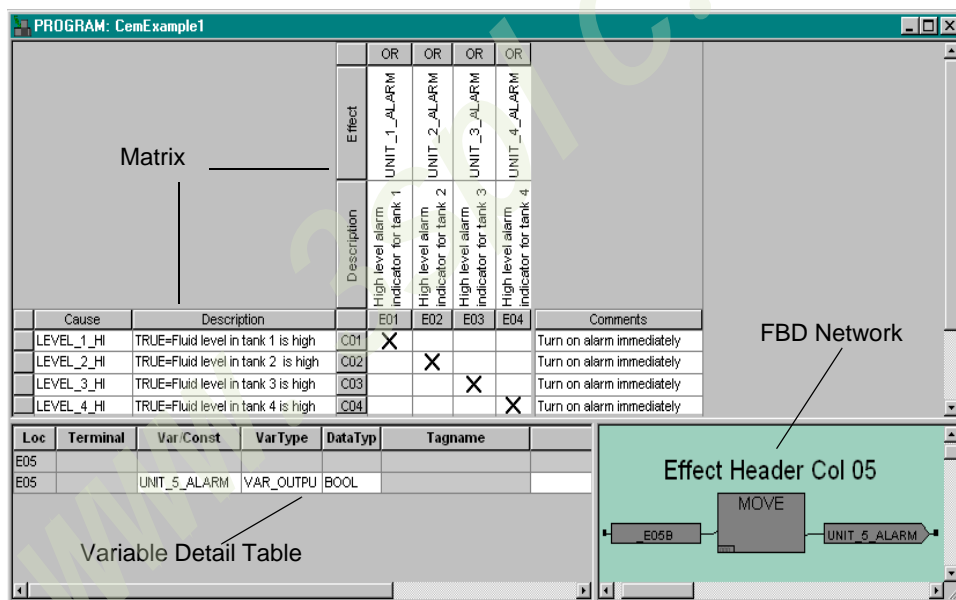 PROGRAM: CemExample1
OR OR OR OR
Effect
UNIT_1_ALARM
UNIT_2_ALARM
UNIT_3_ALARM
UNIT_4_ALARM
Matrix
Description
High level alarm indicator for tank 1
High level alarm indicator for tank 2
High level alarm indicator for tank 3
High level alarm indicator for tank 4
Cause Description E01 E02 E03 E04 Comments
LEVEL_1_HI TRUE=Fluid level in tank 1 is high C01 X Turn on alarm immediately
LEVEL_2_HI TRUE=Fluid level in tank 2 is high C02 X Turn on alarm immediately
LEVEL_3_HI TRUE=Fluid level in tank 3 is high C03 X Turn on alarm immediately
LEVEL_4_HI TRUE=Fluid level in tank 4 is high C04 X Turn on alarm immediately
FBD Network
Loc Terminal Var/Const VarType DataTyp Tagname
E05
E05 UNIT_5_ALARM VAR_OUTPU BOOL
Variable Detail Table
Effect Header Col 05
MOVE
_E05B
UNIT_5_ALARM